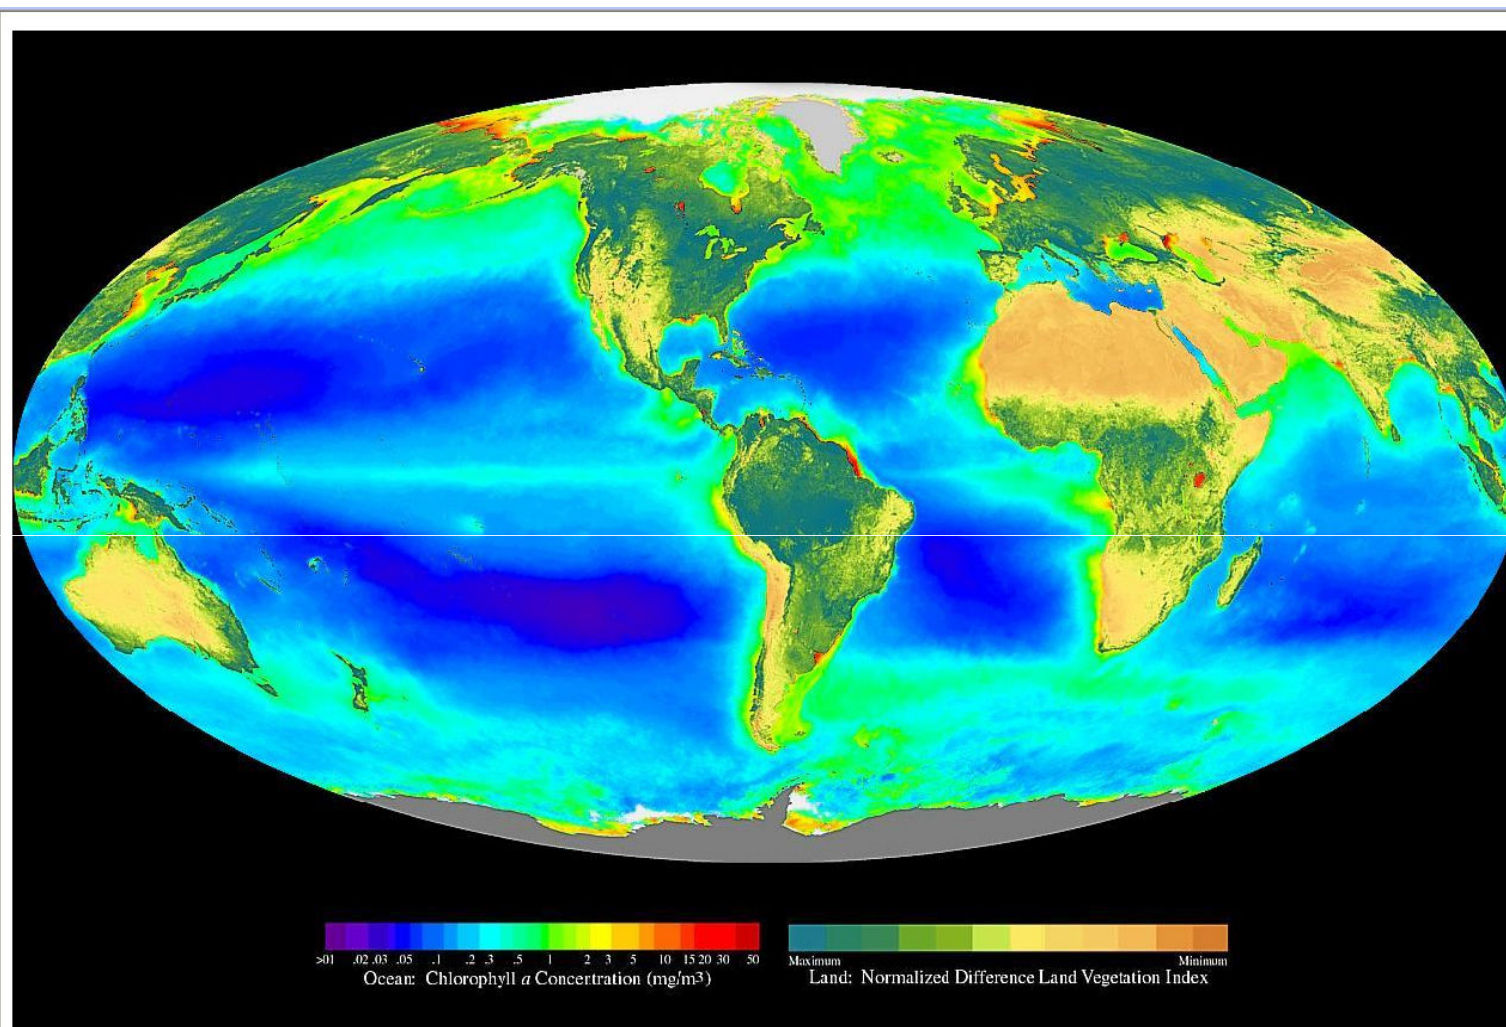 >01 .02 .03 .05 .1 .2 .3 .5 1 2 3 5 10 15 20 30 50
Ocean: Chlorophyll a Concentration (mg/m3)
Maximum Minimum
Land: Normalized Difference Land Vegetation Index